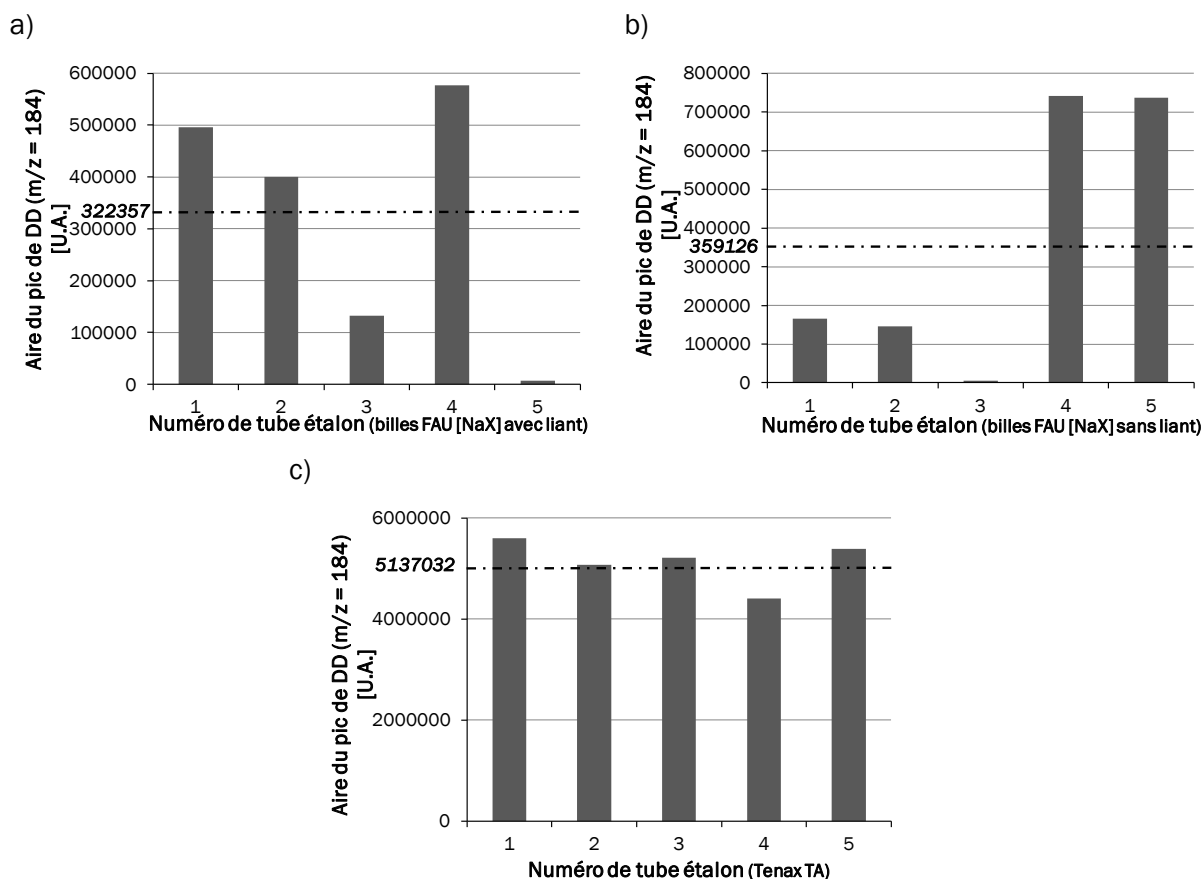 a)
Aire du pic de DD (m/z = 184)
[U.A.]
600000
500000
400000
322357
300000
200000
100000
0
1 2 3 4 5
Numéro de tube étalon (billes FAU [NaX] avec liant)
b)
Aire du pic de DD (m/z = 184)
[U.A.]
800000
700000
600000
500000
400000
359126
300000
200000
100000
0
1 2 3 4 5
Numéro de tube étalon (billes FAU [NaX] sans liant)
c)
Aire du pic de DD (m/z = 184)
[U.A.]
6000000
5137032
4000000
2000000
0
1 2 3 4 5
Numéro de tube étalon (Tenax TA)